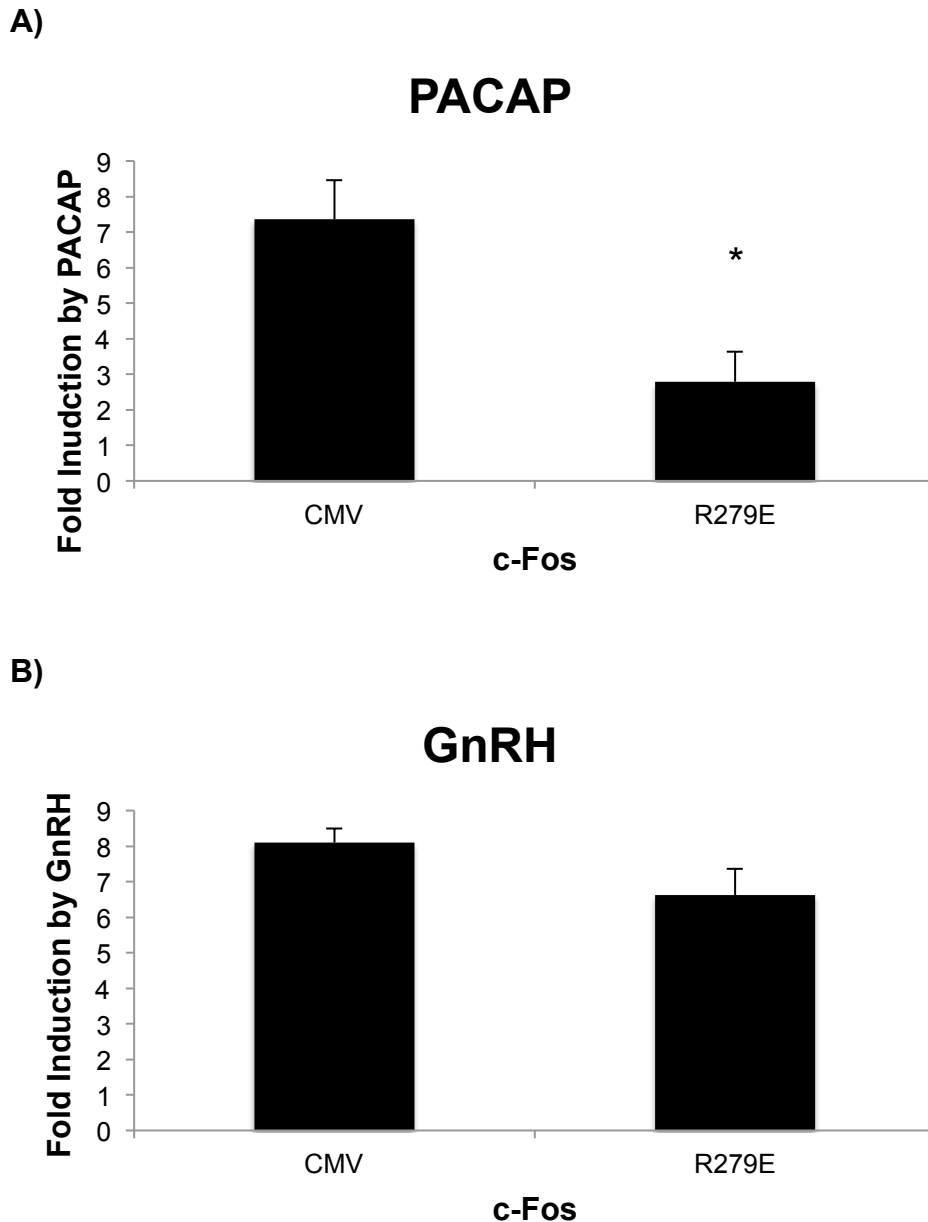 A)
PACAP
Fold Inudction by PACAP
9
8
7
6
5
4
3
2
1
0
*
CMV R279E
c-Fos
B)
GnRH
Fold Induction by GnRH
9
8
7
6
5
4
3
2
1
0
CMV R279E
c-Fos